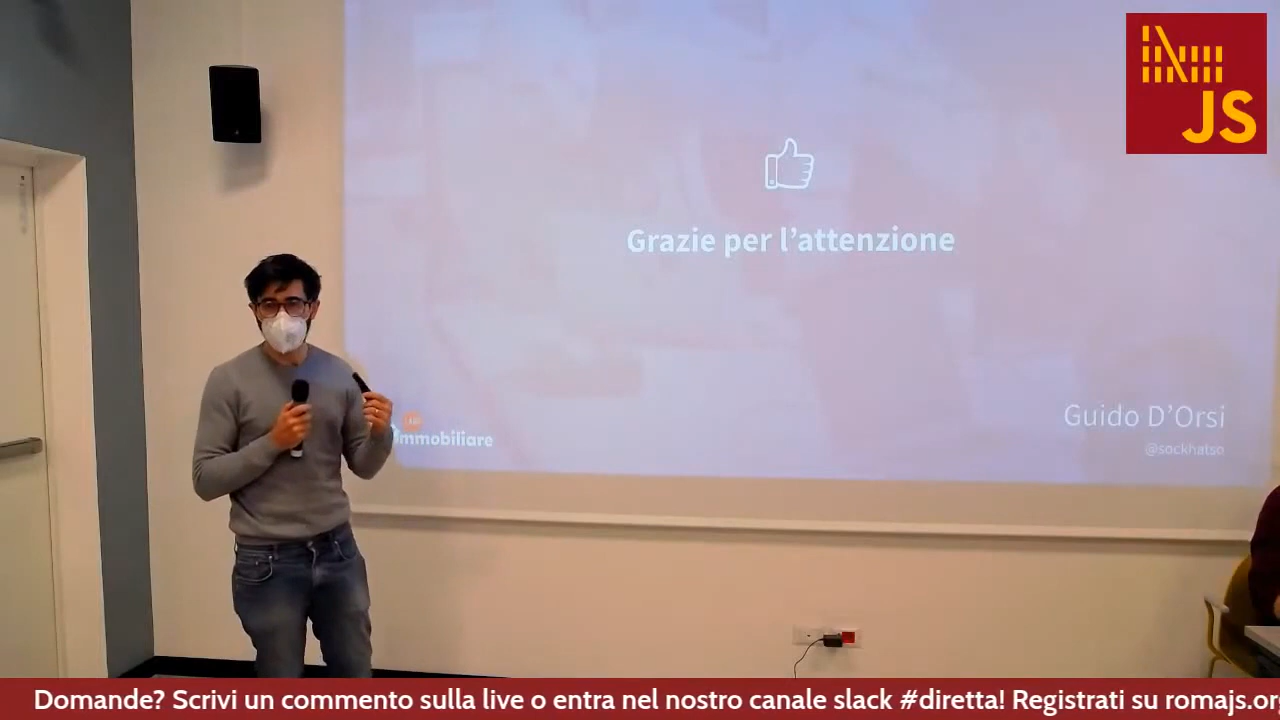 JS
Grazie per l’attenzione
Guido D’Orsi
@sockhatso
immobiliare
Domande? Scrivi un commento sulla live o entra nel nostro canale slack #diretta! Registrati su romajs.org